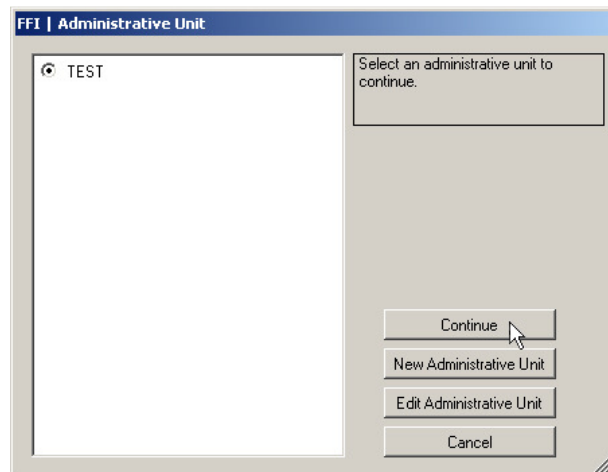 FFI | Administrative Unit
TEST
Select an administrative unit to
continue.
Continue
New Administrative Unit
Edit Administrative Unit
Cancel